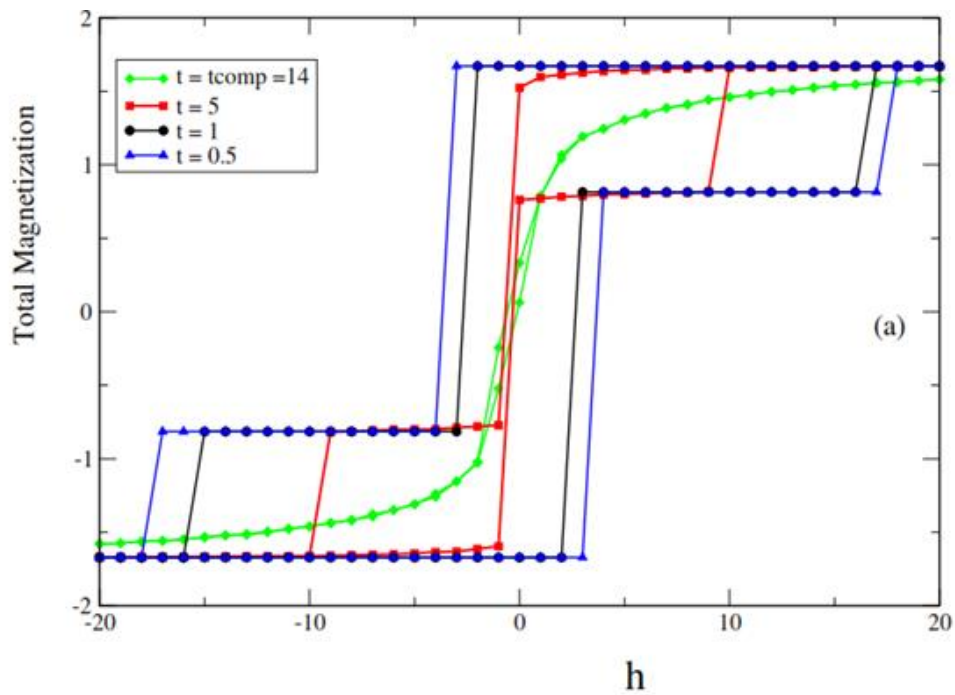 2
t = tcomp =14
t = 5
t = 1
t = 0.5
1
Total Magnetization
0
(a)
-1
-2
-20 -10 0 10 20
h